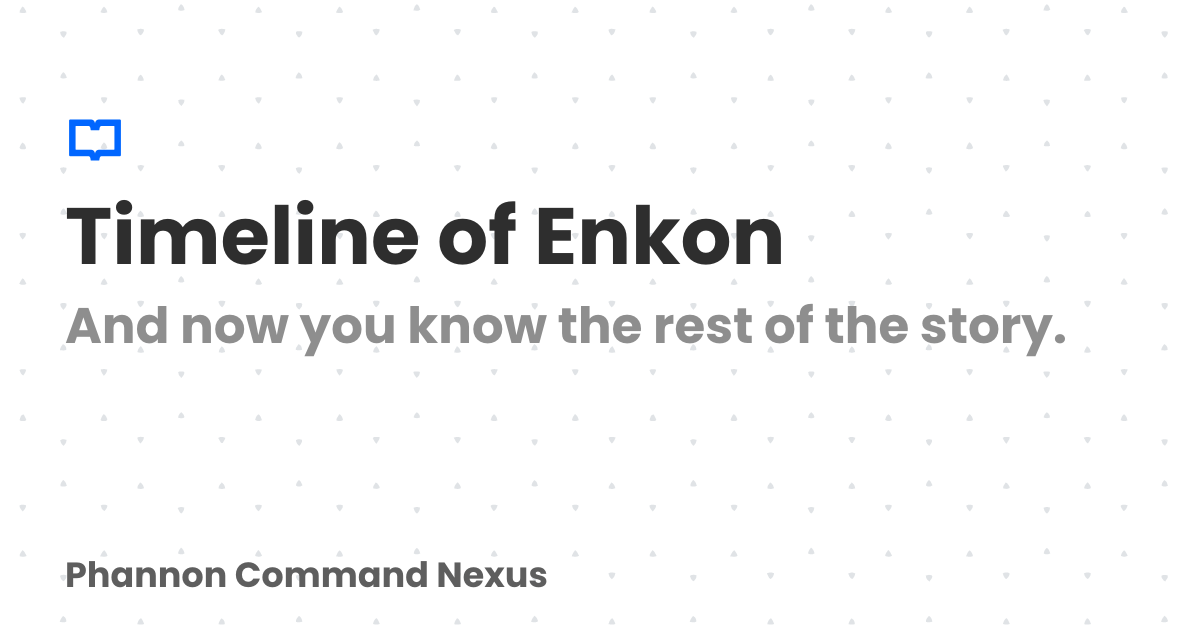 Timeline of Enkon
And now you know the rest of the story.
Phannon Command Nexus